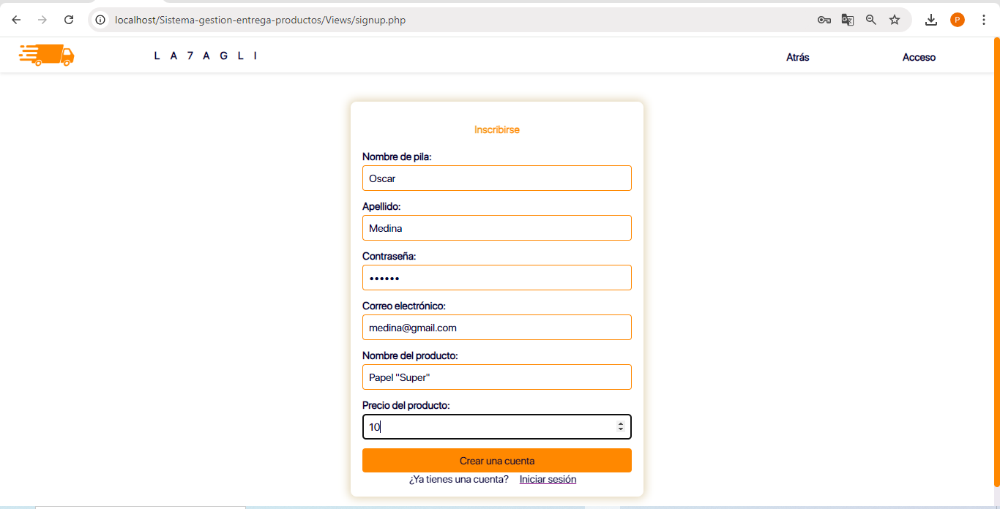 localhost/Sistema-gestion-entrega-productos/Views/signup.php
P
LA7AGLI
Atrás
Acceso
Inscribirse
Nombre de pila:
Oscar
Apellido:
Medina
Contraseña:
••••••
Correo electrónico:
medina@gmail.com
Nombre del producto:
Papel "Super"
Precio del producto:
10
Crear una cuenta
¿Ya tienes una cuenta? Iniciar sesión